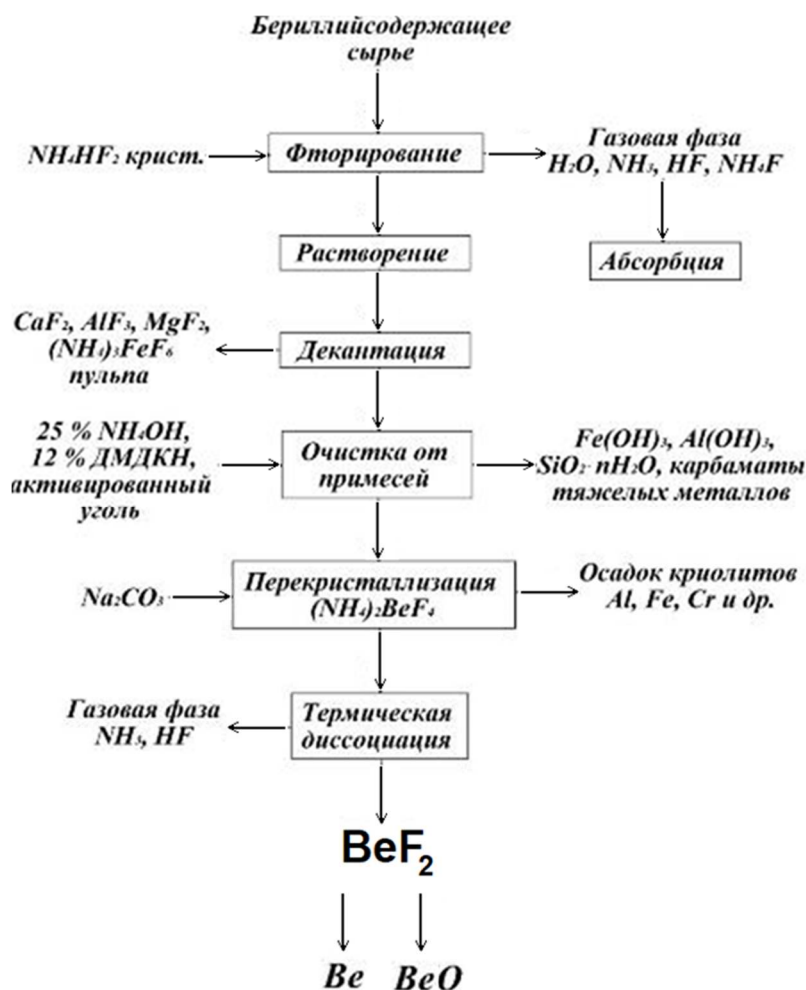 Бериллийсодержащее
сырье
NH₄HF₂ крист.
Фторирование
Газовая фаза
H₂O, NH₃, HF, NH₄F
Растворение
Абсорбция
CaF₂, AlF₃, MgF₂,
(NH₄)₃FeF₆
пульпа
Декантация
25 % NH₄OH,
12 % ДМДКН,
активированный
уголь
Очистка от
примесей
Fe(OH)₃, Al(OH)₃,
SiO₂· nH₂O, карбаматы
тяжелых металлов
Na₂CO₃
Перекристаллизация
(NH₄)₂BeF₄
Осадок криолитов
Al, Fe, Cr и др.
Газовая фаза
NH₃, HF
Термическая
диссоциация
BeF₂
Be
BeO